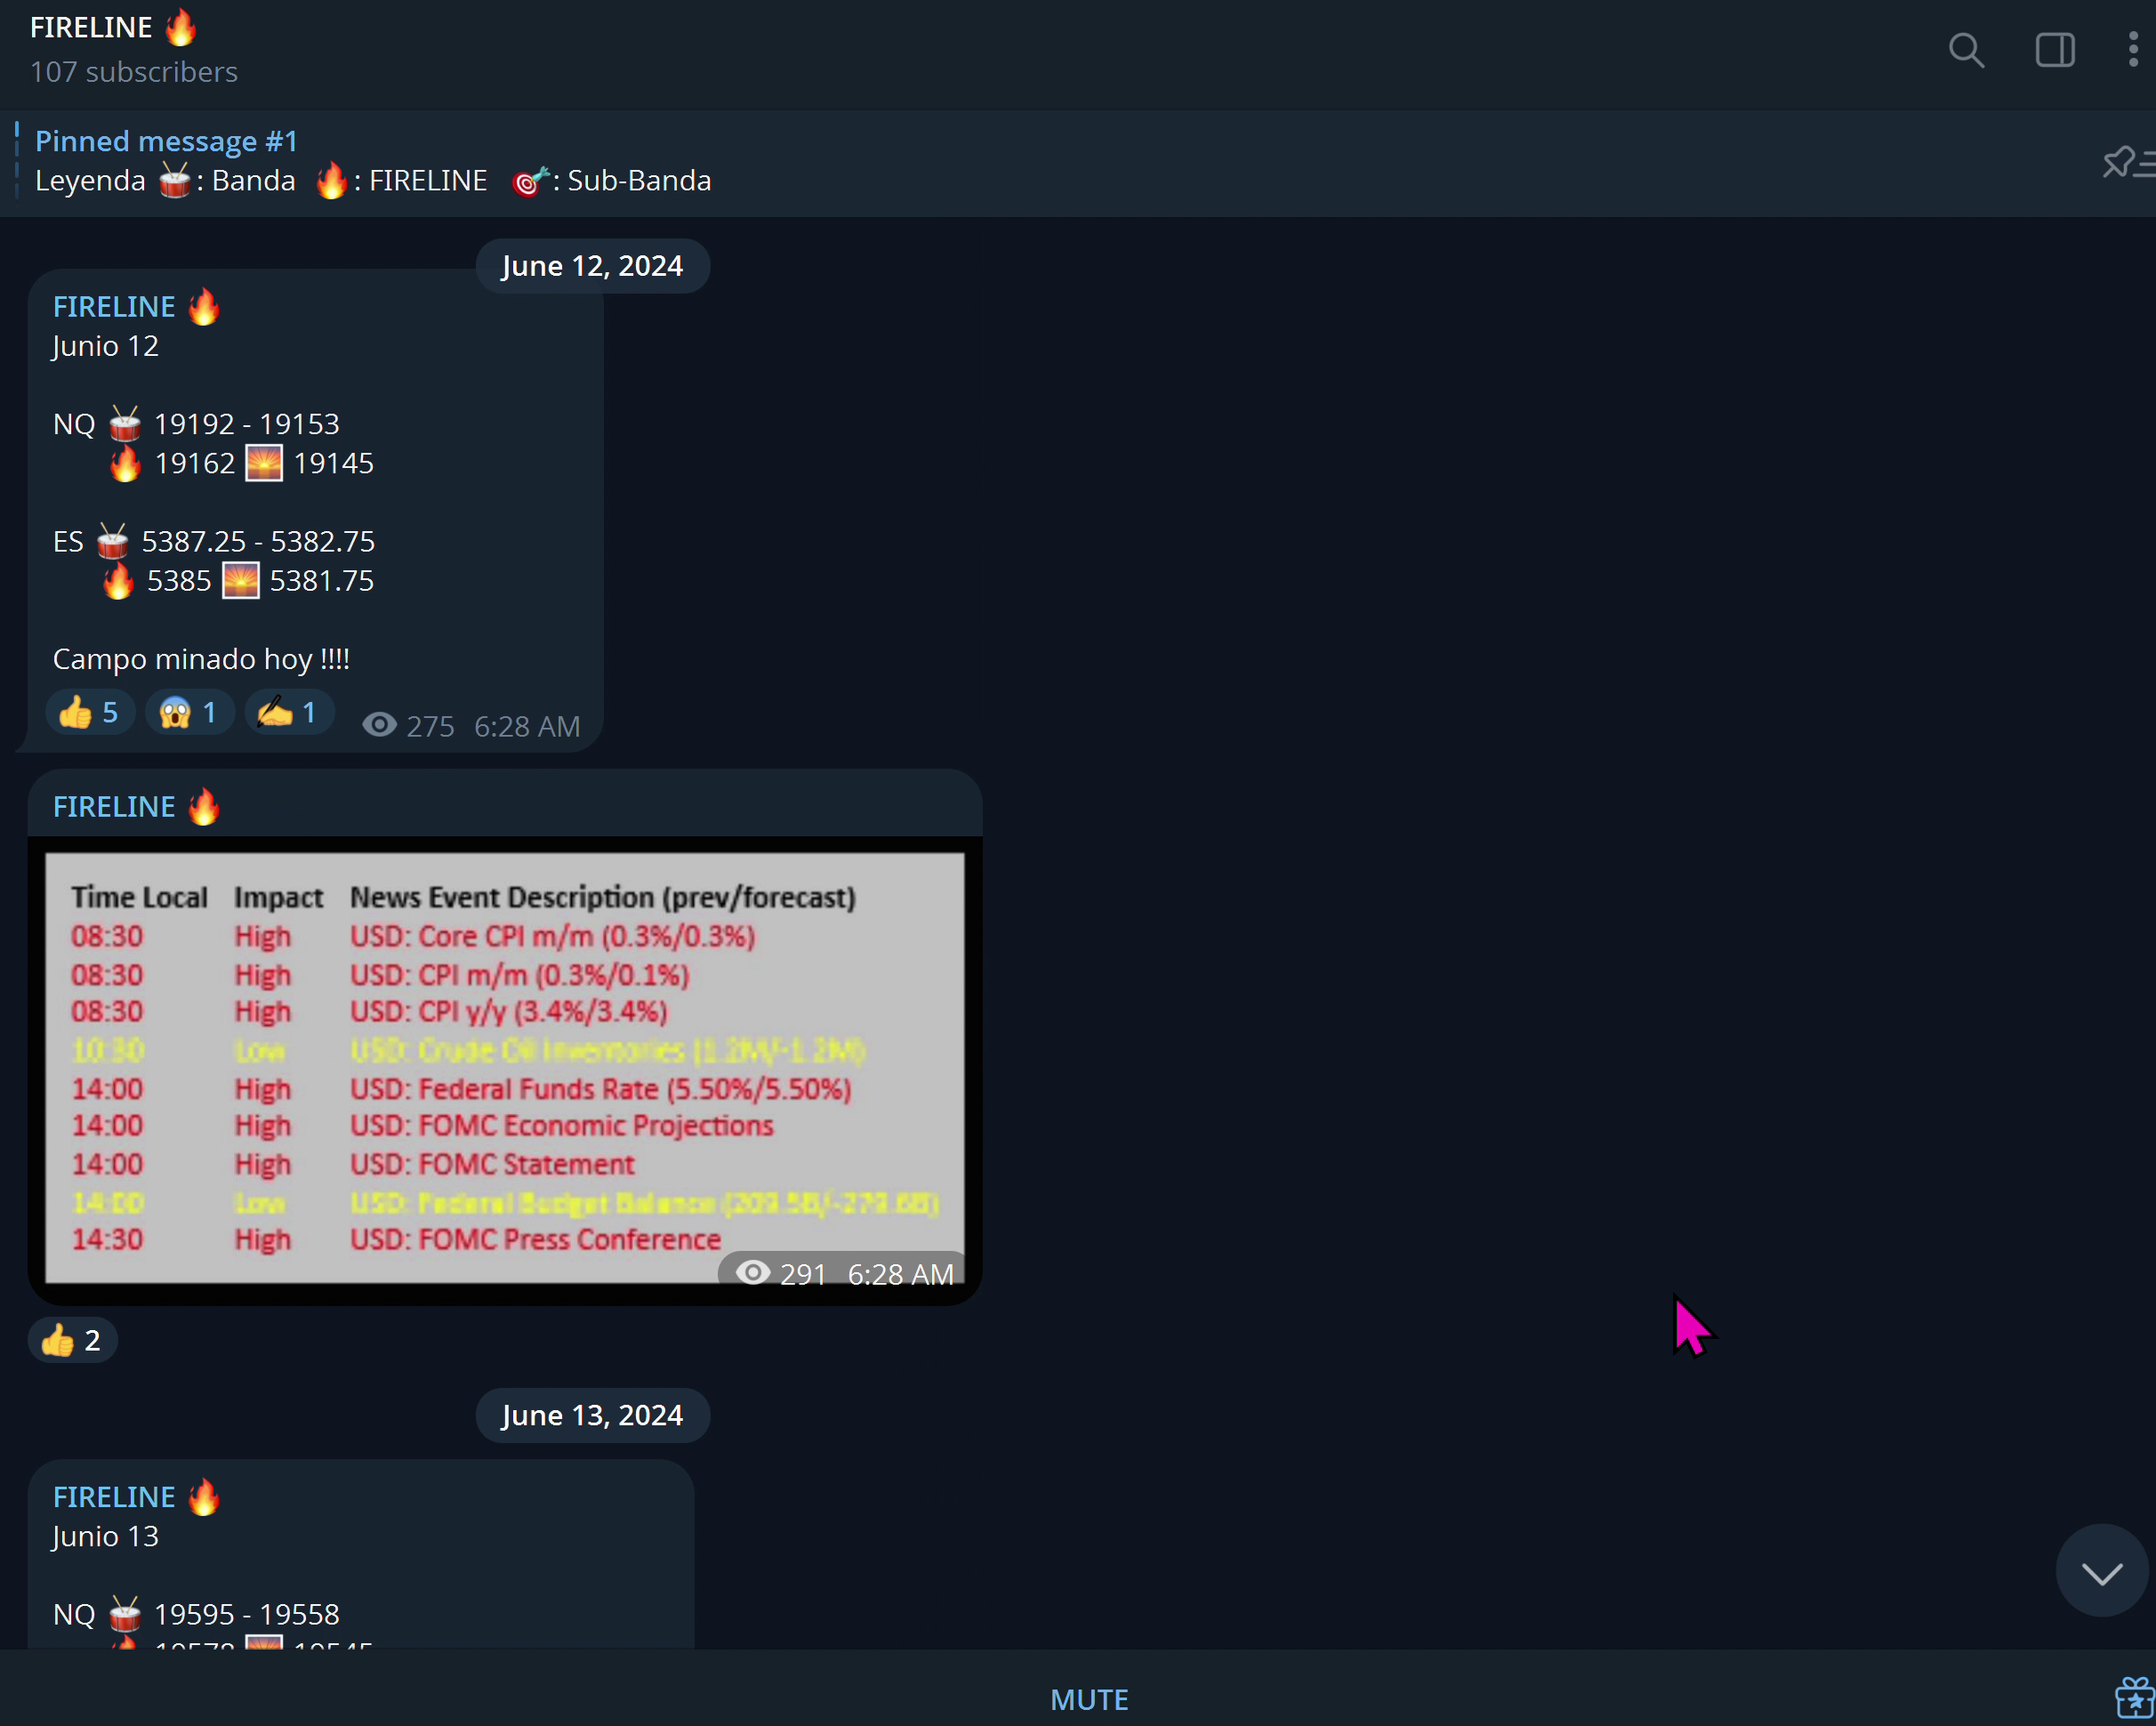 FIRELINE 🔥
107 subscribers
Pinned message #1
Leyenda 🥁: Banda 🔥: FIRELINE 🎯: Sub-Banda
June 12, 2024
FIRELINE 🔥
Junio 12
NQ 🥁 19192 - 19153
🔥 19162 🌅 19145
ES 🥁 5387.25 - 5382.75
🔥 5385 🌅 5381.75
Campo minado hoy !!!!
👍 5 😱 1 ✍️ 1 275 6:28 AM
FIRELINE 🔥
Time Local Impact News Event Description (prev/forecast)
08:30 High USD: Core CPI m/m (0.3%/0.3%)
08:30 High USD: CPI m/m (0.3%/0.1%)
08:30 High USD: CPI y/y (3.4%/3.4%)
10:30 Low USD: Crude Oil Inventories (1.2M/-1.2M)
14:00 High USD: Federal Funds Rate (5.50%/5.50%)
14:00 High USD: FOMC Economic Projections
14:00 High USD: FOMC Statement
14:00 Low USD: Federal Budget Balance (209.5B/-279.6B)
14:30 High USD: FOMC Press Conference
291 6:28 AM
👍 2
June 13, 2024
FIRELINE 🔥
Junio 13
NQ 🥁 19595 - 19558
MUTE